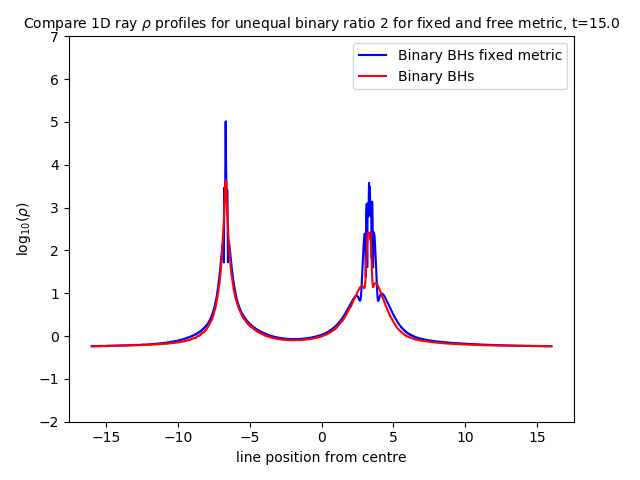 Compare 1D ray ρ profiles for unequal binary ratio 2 for fixed and free metric, t=15.0
7
6
5
4
3
2
1
0
−1
−2
log₁₀(ρ)
Binary BHs fixed metric
Binary BHs
−15 −10 −5 0 5 10 15
line position from centre